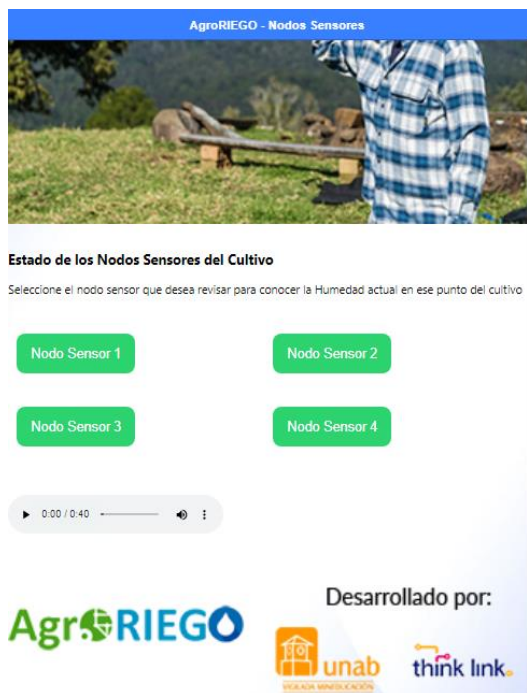 AgroRIEGO - Nodos Sensores
Estado de los Nodos Sensores del Cultivo
Seleccione el nodo sensor que desea revisar para conocer la Humedad actual en ese punto del cultivo
Nodo Sensor 1
Nodo Sensor 2
Nodo Sensor 3
Nodo Sensor 4
0:00 / 0:40
Desarrollado por:
AgroRIEGO
unab
think link
VIGILADA MINEDUCACIÓN